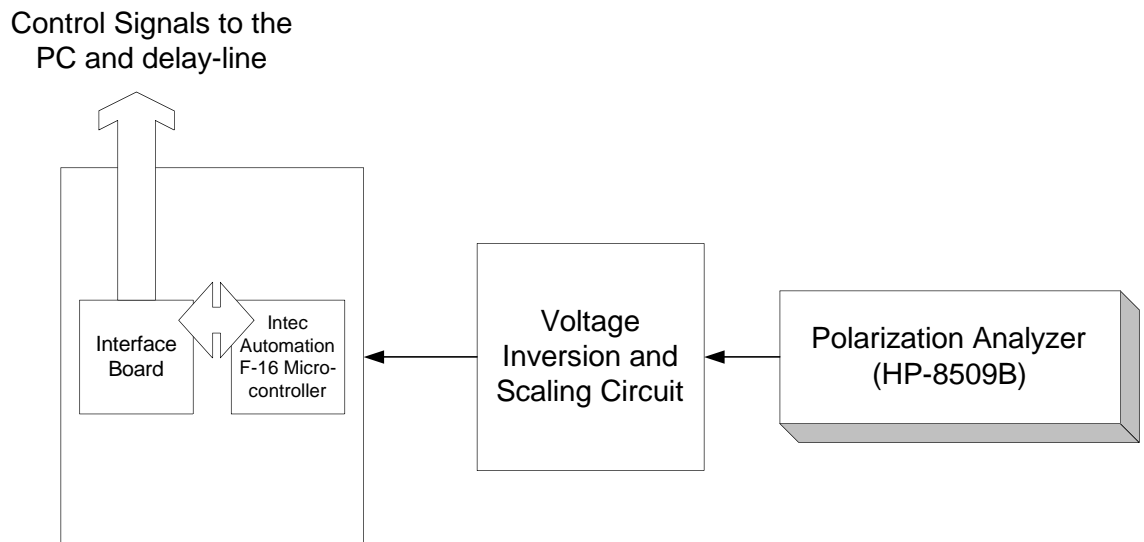 Control Signals to the
PC and delay-line
Interface
Board
Intec
Automation
F-16 Micro-
controller
Voltage
Inversion and
Scaling Circuit
Polarization Analyzer
(HP-8509B)